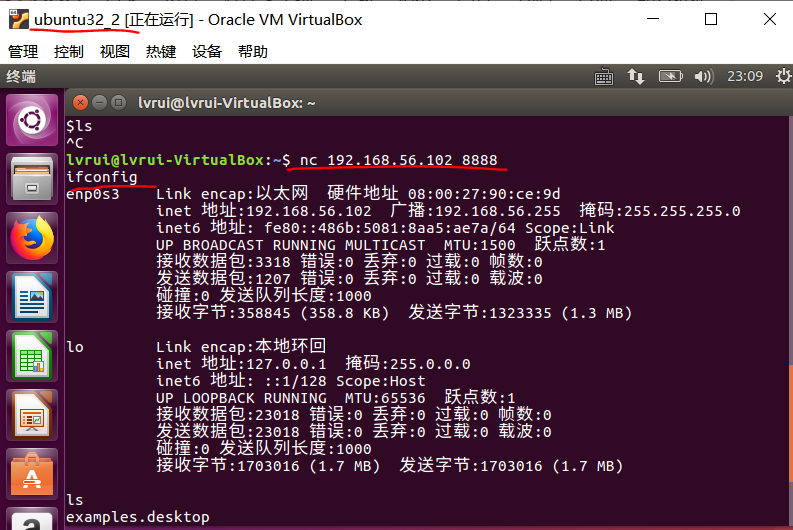 ubuntu32_2 [正在运行] - Oracle VM VirtualBox
管理 控制 视图 热键 设备 帮助
终端 23:09
lvrui@lvrui-VirtualBox: ~
$ls
^C
lvrui@lvrui-VirtualBox:~$ nc 192.168.56.102 8888
ifconfig
enp0s3 Link encap:以太网 硬件地址 08:00:27:90:ce:9d
inet 地址:192.168.56.102 广播:192.168.56.255 掩码:255.255.255.0
inet6 地址: fe80::486b:5081:8aa5:ae7a/64 Scope:Link
UP BROADCAST RUNNING MULTICAST MTU:1500 跃点数:1
接收数据包:3318 错误:0 丢弃:0 过载:0 帧数:0
发送数据包:1207 错误:0 丢弃:0 过载:0 载波:0
碰撞:0 发送队列长度:1000
接收字节:358845 (358.8 KB) 发送字节:1323335 (1.3 MB)
lo Link encap:本地环回
inet 地址:127.0.0.1 掩码:255.0.0.0
inet6 地址: ::1/128 Scope:Host
UP LOOPBACK RUNNING MTU:65536 跃点数:1
接收数据包:23018 错误:0 丢弃:0 过载:0 帧数:0
发送数据包:23018 错误:0 丢弃:0 过载:0 载波:0
碰撞:0 发送队列长度:1000
接收字节:1703016 (1.7 MB) 发送字节:1703016 (1.7 MB)
ls
examples.desktop